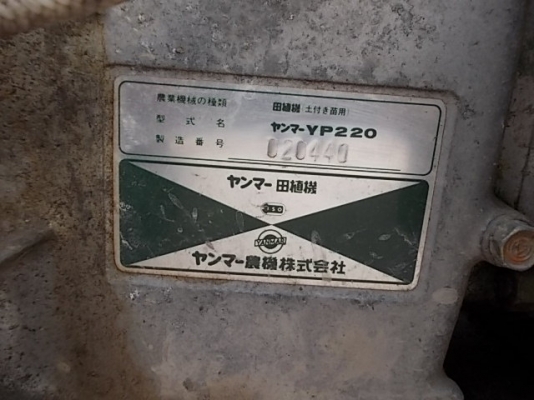 農業機械の種類 田植機(土付き苗用)
型式名 ヤンマーYP220
製造番号 020440
ヤンマー田植機
YANMAR
ヤンマー農機株式会社